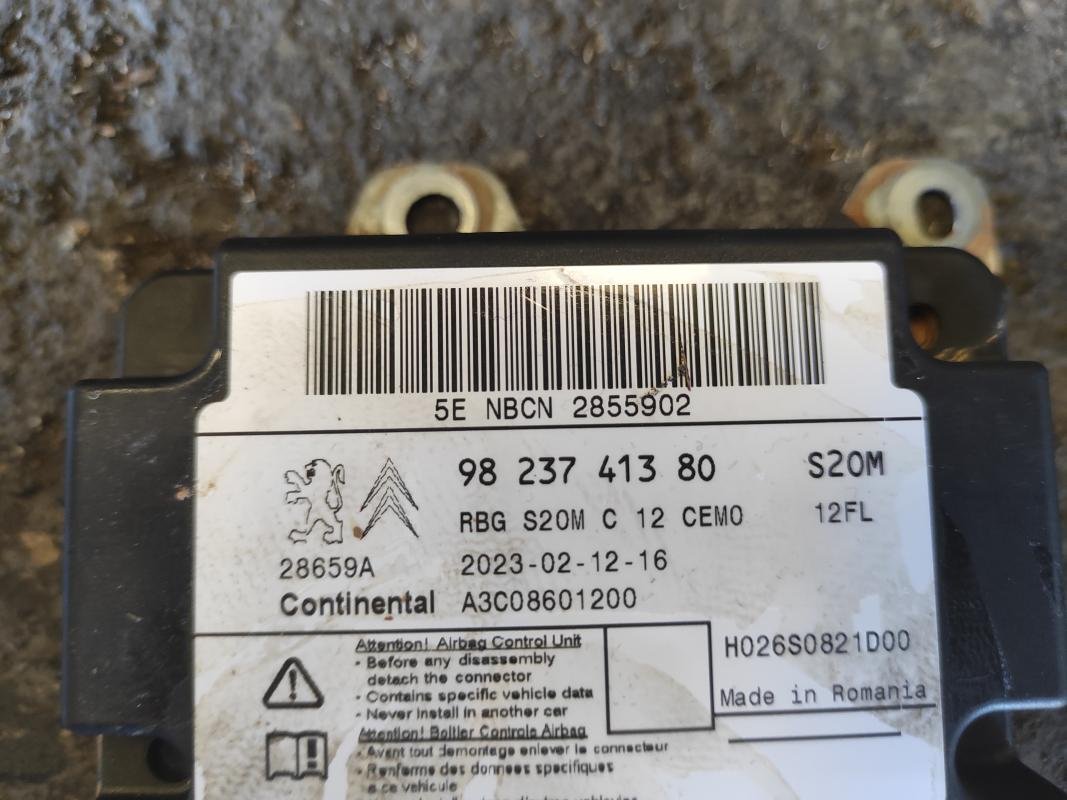 5E NBCN 2855902
98 237 413 80 S20M
RBG S20M C 12 CEMO 12FL
28659A 2023-02-12-16
Continental A3C08601200
Attention! Airbag Control Unit
- Before any disassembly
detach the connector
- Contains specific vehicle data
- Never install in another car
H026S0821D00
Made in Romania
Attention! Boitier Controle Airbag
- Avant tout demontage enlever le connecteur
- Renferme des donnees specifiques
a ce vehicule